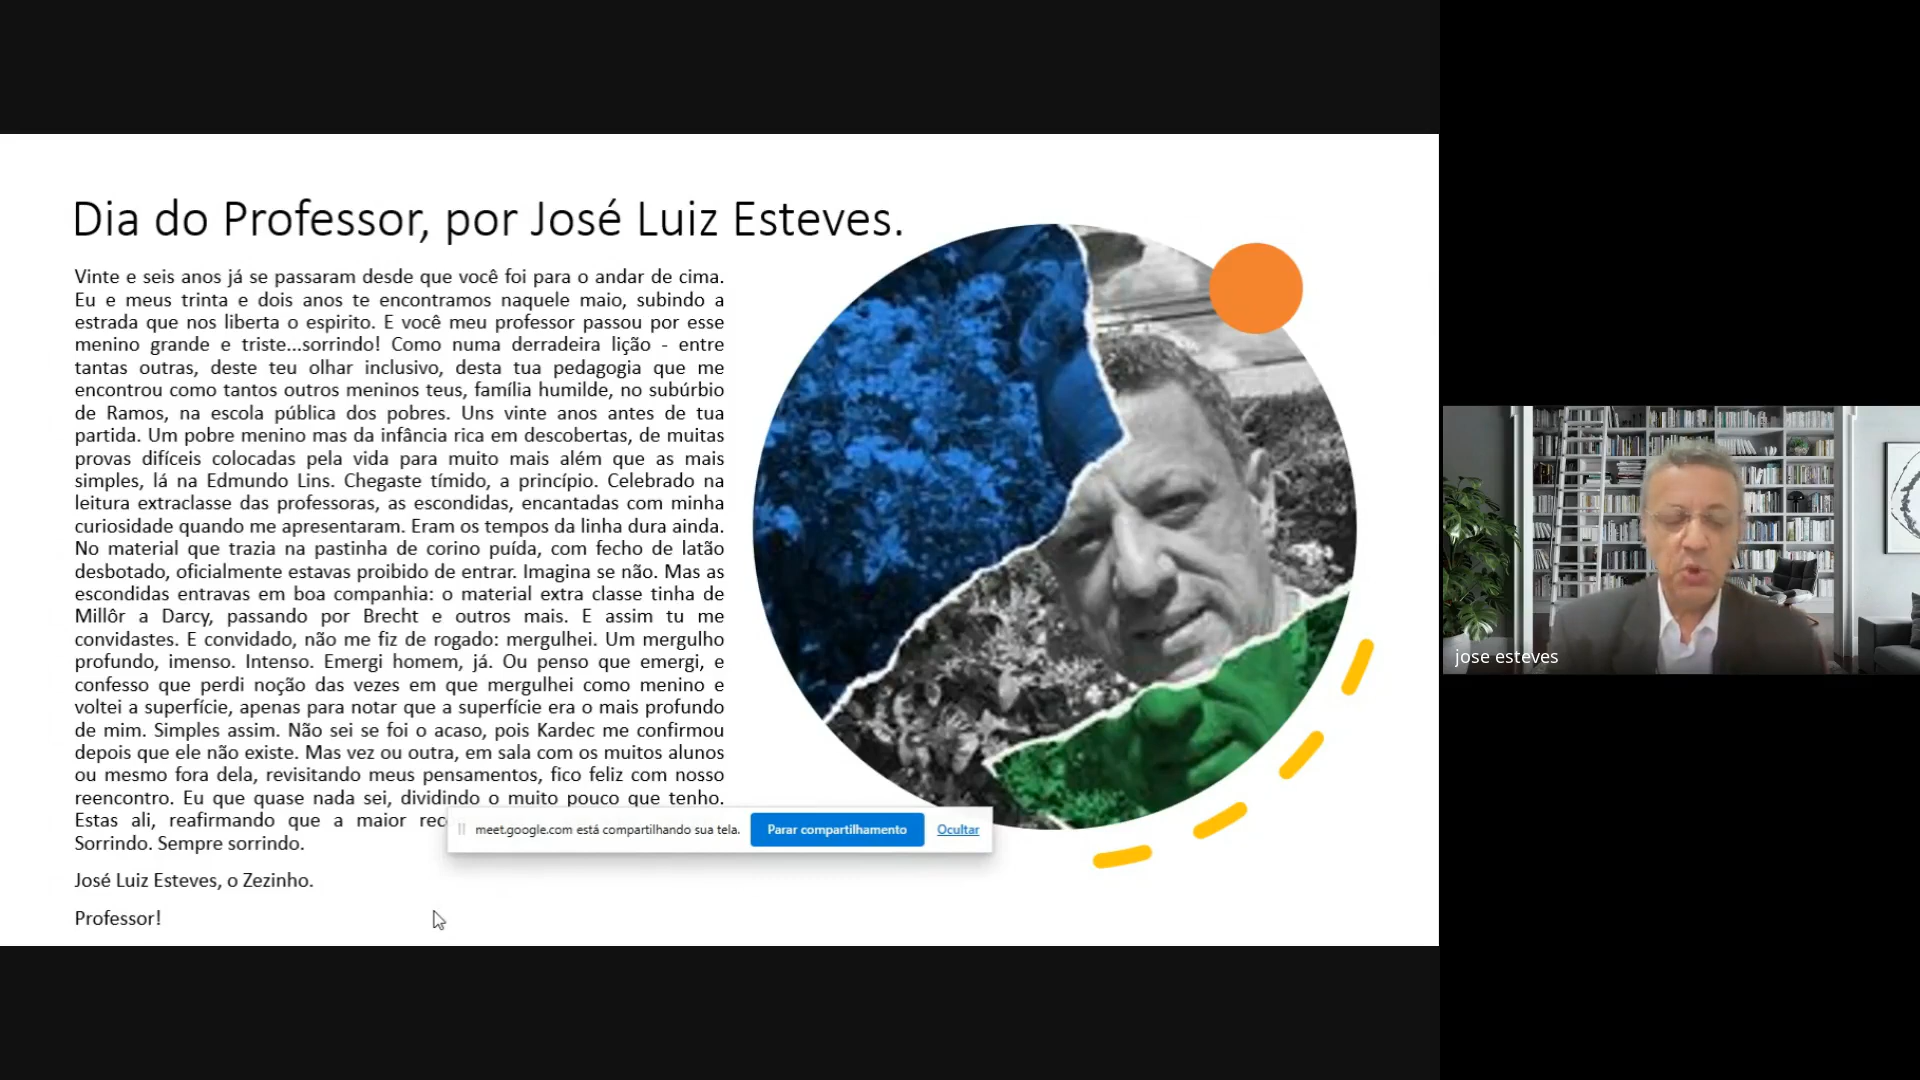 Dia do Professor, por José Luiz Esteves.
Vinte e seis anos já se passaram desde que você foi para o andar de cima.
Eu e meus trinta e dois anos te encontramos naquele maio, subindo a
estrada que nos liberta o espirito. E você meu professor passou por esse
menino grande e triste...sorrindo! Como numa derradeira lição - entre
tantas outras, deste teu olhar inclusivo, desta tua pedagogia que me
encontrou como tantos outros meninos teus, família humilde, no subúrbio
de Ramos, na escola pública dos pobres. Uns vinte anos antes de tua
partida. Um pobre menino mas da infância rica em descobertas, de muitas
provas difíceis colocadas pela vida para muito mais além que as mais
simples, lá na Edmundo Lins. Chegaste tímido, a princípio. Celebrado na
leitura extraclasse das professoras, as escondidas, encantadas com minha
curiosidade quando me apresentaram. Eram os tempos da linha dura ainda.
No material que trazia na pastinha de corino puída, com fecho de latão
desbotado, oficialmente estavas proibido de entrar. Imagina se não. Mas as
escondidas entravas em boa companhia: o material extra classe tinha de
Millôr a Darcy, passando por Brecht e outros mais. E assim tu me
convidastes. E convidado, não me fiz de rogado: mergulhei. Um mergulho
profundo, imenso. Intenso. Emergi homem, já. Ou penso que emergi, e
confesso que perdi noção das vezes em que mergulhei como menino e
voltei a superfície, apenas para notar que a superfície era o mais profundo
de mim. Simples assim. Não sei se foi o acaso, pois Kardec me confirmou
depois que ele não existe. Mas vez ou outra, em sala com os muitos alunos
ou mesmo fora dela, revisitando meus pensamentos, fico feliz com nosso
reencontro. Eu que quase nada sei, dividindo o muito pouco que tenho.
Estas ali, reafirmando que a maior
Sorrindo. Sempre sorrindo.
José Luiz Esteves, o Zezinho.
Professor!
meet.google.com está compartilhando sua tela.
Parar compartilhamento
Ocultar
jose esteves